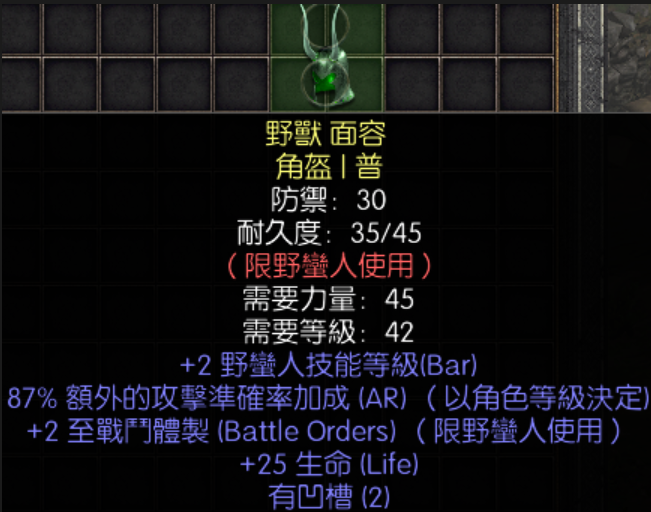 野獸 面容
角盔 | 普
防禦: 30
耐久度: 35/45
(限野蠻人使用)
需要力量: 45
需要等級: 42
+2 野蠻人技能等級(Bar)
87% 額外的攻擊準確率加成 (AR) (以角色等級決定)
+2 至戰鬥體製 (Battle Orders) (限野蠻人使用)
+25 生命 (Life)
有凹槽 (2)